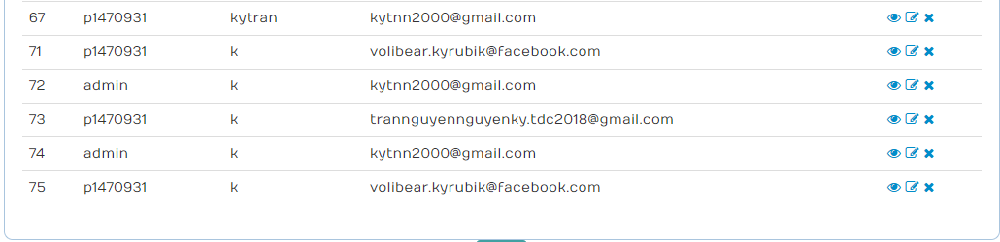 67 p1470931 kytran kytnn2000@gmail.com
71 p1470931 k volibear.kyrubik@facebook.com
72 admin k kytnn2000@gmail.com
73 p1470931 k trannguyennguyenky.tdc2018@gmail.com
74 admin k kytnn2000@gmail.com
75 p1470931 k volibear.kyrubik@facebook.com